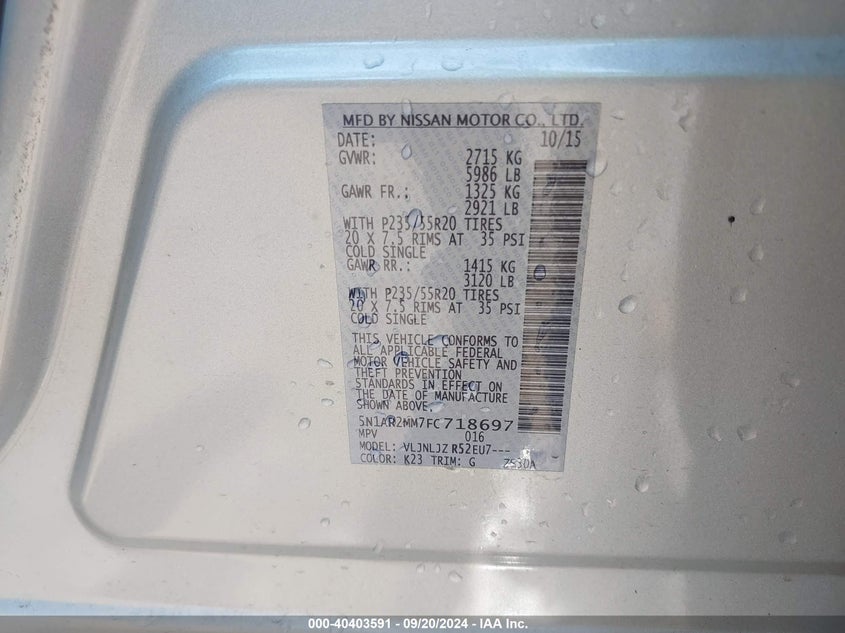 MFD BY NISSAN MOTOR CO., LTD.
DATE: 10/15
GVWR: 2715 KG
5986 LB
GAWR FR.: 1325 KG
2921 LB
WITH P235/55R20 TIRES
20 X 7.5 RIMS AT 35 PSI
COLD SINGLE
GAWR RR.: 1415 KG
3120 LB
WITH P235/55R20 TIRES
20 X 7.5 RIMS AT 35 PSI
COLD SINGLE
THIS VEHICLE CONFORMS TO
ALL APPLICABLE FEDERAL
MOTOR VEHICLE SAFETY AND
THEFT PREVENTION
STANDARDS IN EFFECT ON
THE DATE OF MANUFACTURE
SHOWN ABOVE.
5N1AR2MM7FC718697
MPV 016
MODEL: VLJNLJZ R52EU7---
COLOR: K23 TRIM: G
000-40403591 - 09/20/2024 - IAA Inc.